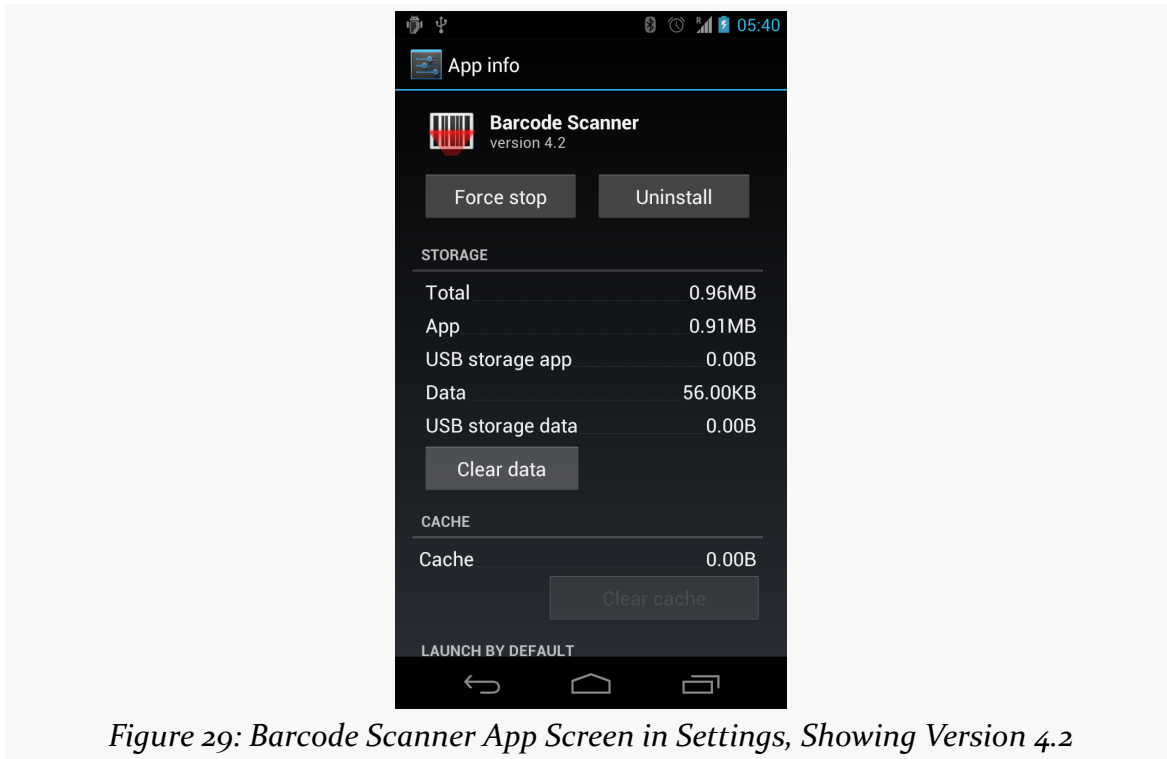 R 05:40
App info
Barcode Scanner
version 4.2
Force stop Uninstall
STORAGE
Total 0.96MB
App 0.91MB
USB storage app 0.00B
Data 56.00KB
USB storage data 0.00B
Clear data
CACHE
Cache 0.00B
Clear cache
LAUNCH BY DEFAULT
Figure 29: Barcode Scanner App Screen in Settings, Showing Version 4.2